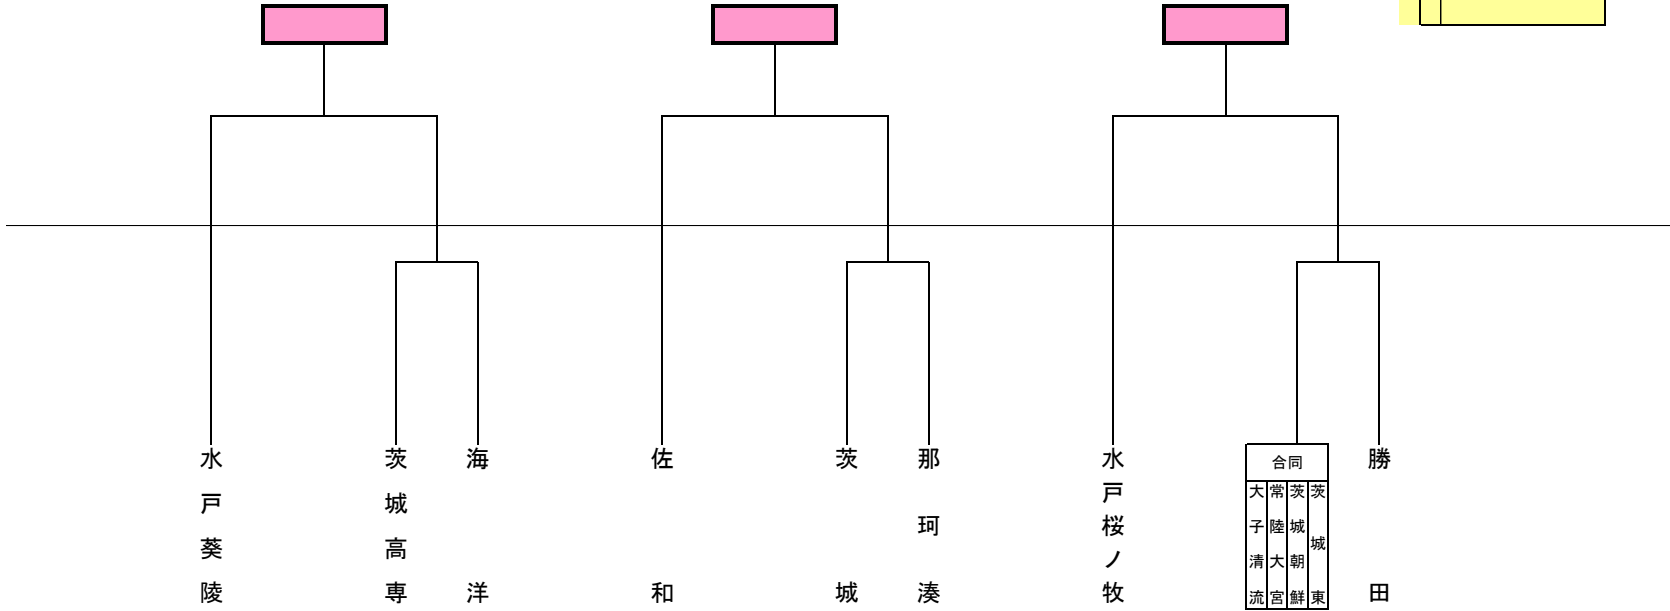 水戸葵陵
茨城高専
海洋
佐和
茨城
那珂湊
水戸桜ノ牧
合同
大子清流
常陸大宮
茨城朝鮮
茨城東
勝田